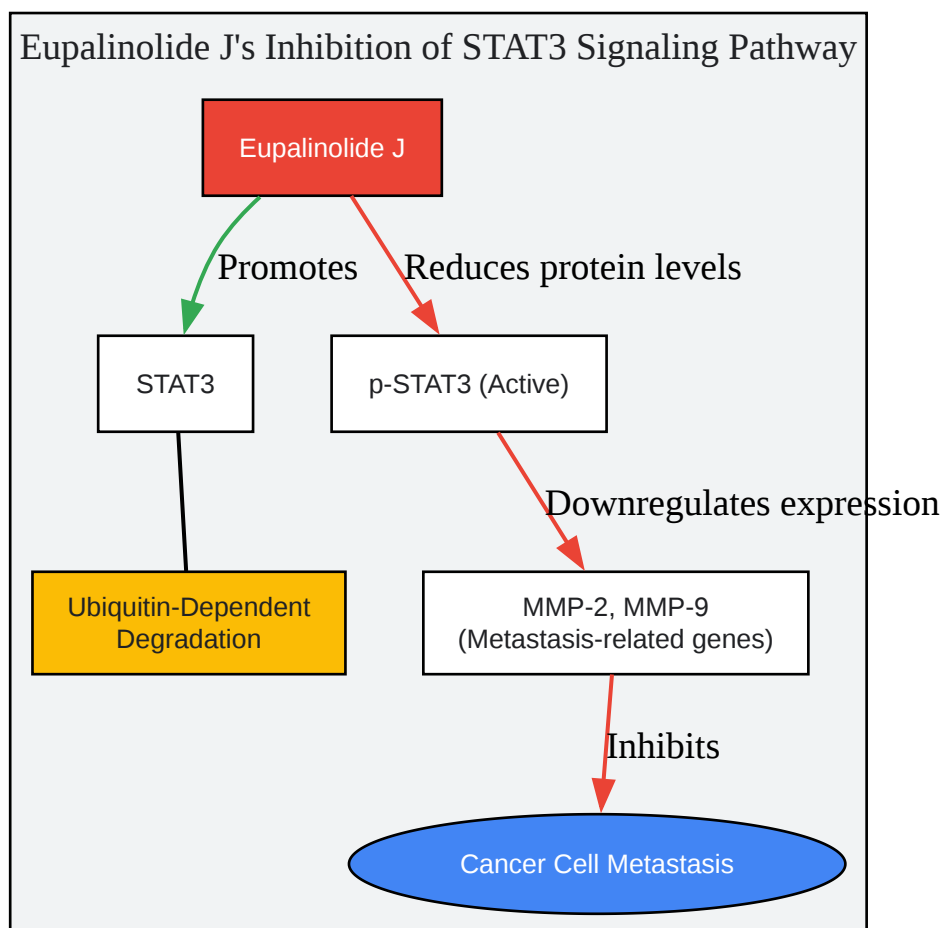 Eupalinolide J's Inhibition of STAT3 Signaling Pathway
Eupalinolide J
Promotes
Reduces protein levels
STAT3
p-STAT3 (Active)
Downregulates expression
Ubiquitin-Dependent
Degradation
MMP-2, MMP-9
(Metastasis-related genes)
Inhibits
Cancer Cell Metastasis